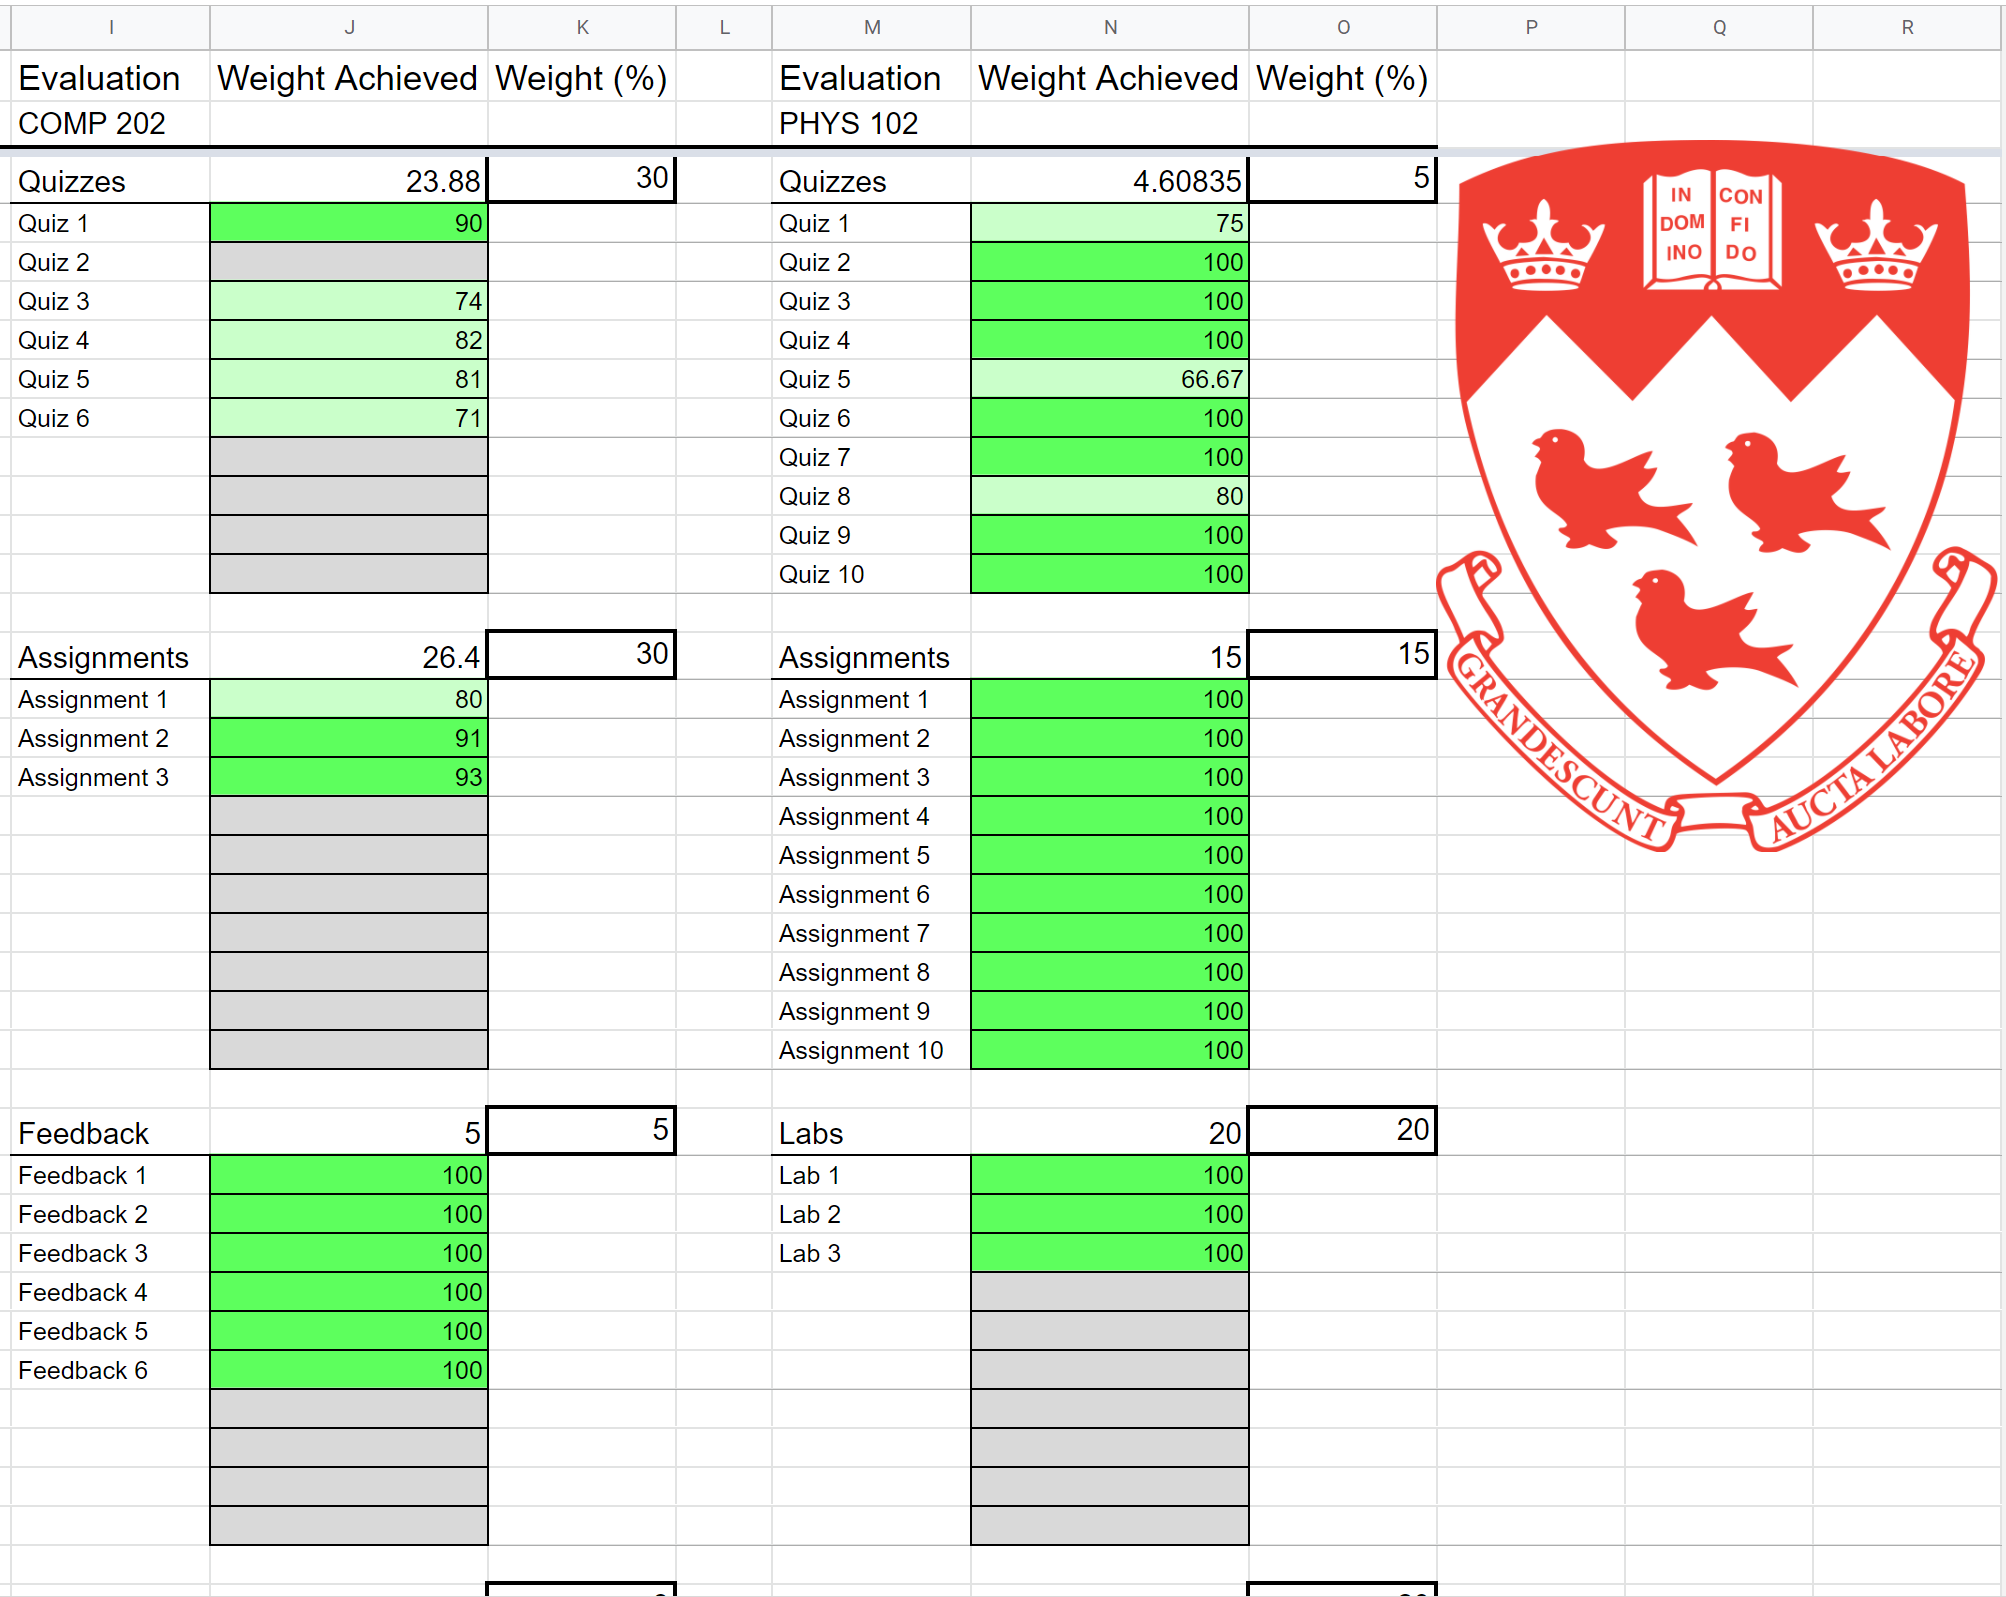 I J K L M N O P Q R
Evaluation Weight Achieved Weight (%) Evaluation Weight Achieved Weight (%)
COMP 202 PHYS 102
Quizzes 23.88 30 Quizzes 4.60835 5
Quiz 1 90 Quiz 1 75
Quiz 2 Quiz 2 100
Quiz 3 74 Quiz 3 100
Quiz 4 82 Quiz 4 100
Quiz 5 81 Quiz 5 66.67
Quiz 6 71 Quiz 6 100
Quiz 7 100
Quiz 8 80
Quiz 9 100
Quiz 10 100
Assignments 26.4 30 Assignments 15 15
Assignment 1 80 Assignment 1 100
Assignment 2 91 Assignment 2 100
Assignment 3 93 Assignment 3 100
Assignment 4 100
Assignment 5 100
Assignment 6 100
Assignment 7 100
Assignment 8 100
Assignment 9 100
Assignment 10 100
Feedback 5 5 Labs 20 20
Feedback 1 100 Lab 1 100
Feedback 2 100 Lab 2 100
Feedback 3 100 Lab 3 100
Feedback 4 100
Feedback 5 100
Feedback 6 100
IN CON
DOM FI
INO DO
GRANDESCUNT AUCTA LABORE